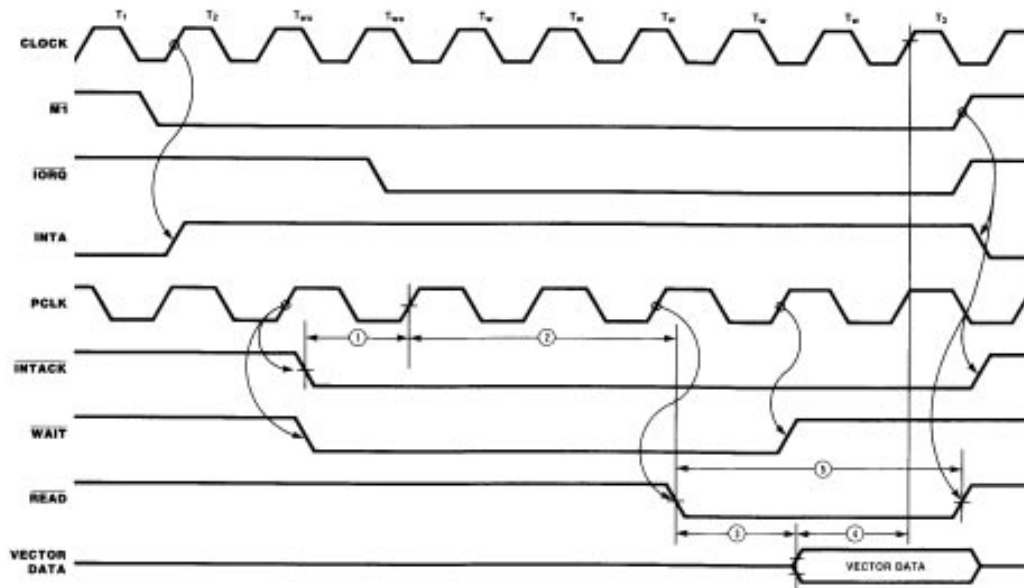 T1 T2 Twa Twa Tw Tw Tw Tw Tw T3
CLOCK
M1
IORQ
INTA
PCLK
1 2
INTACK
WAIT
5
READ
3 4
VECTOR
DATA
VECTOR DATA